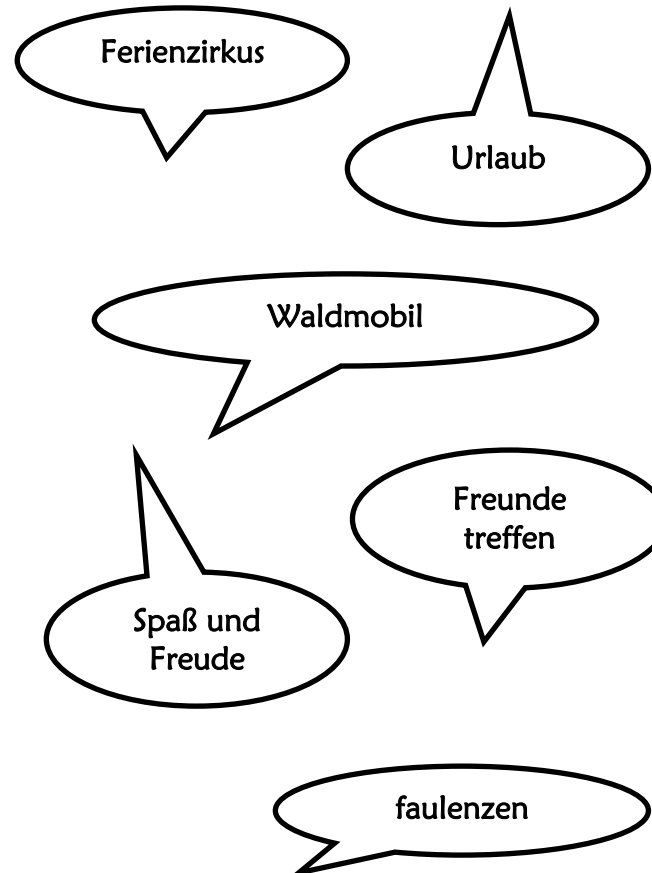 Ferienzirkus
Urlaub
Waldmobil
Freunde
treffen
Spaß und
Freude
faulenzen